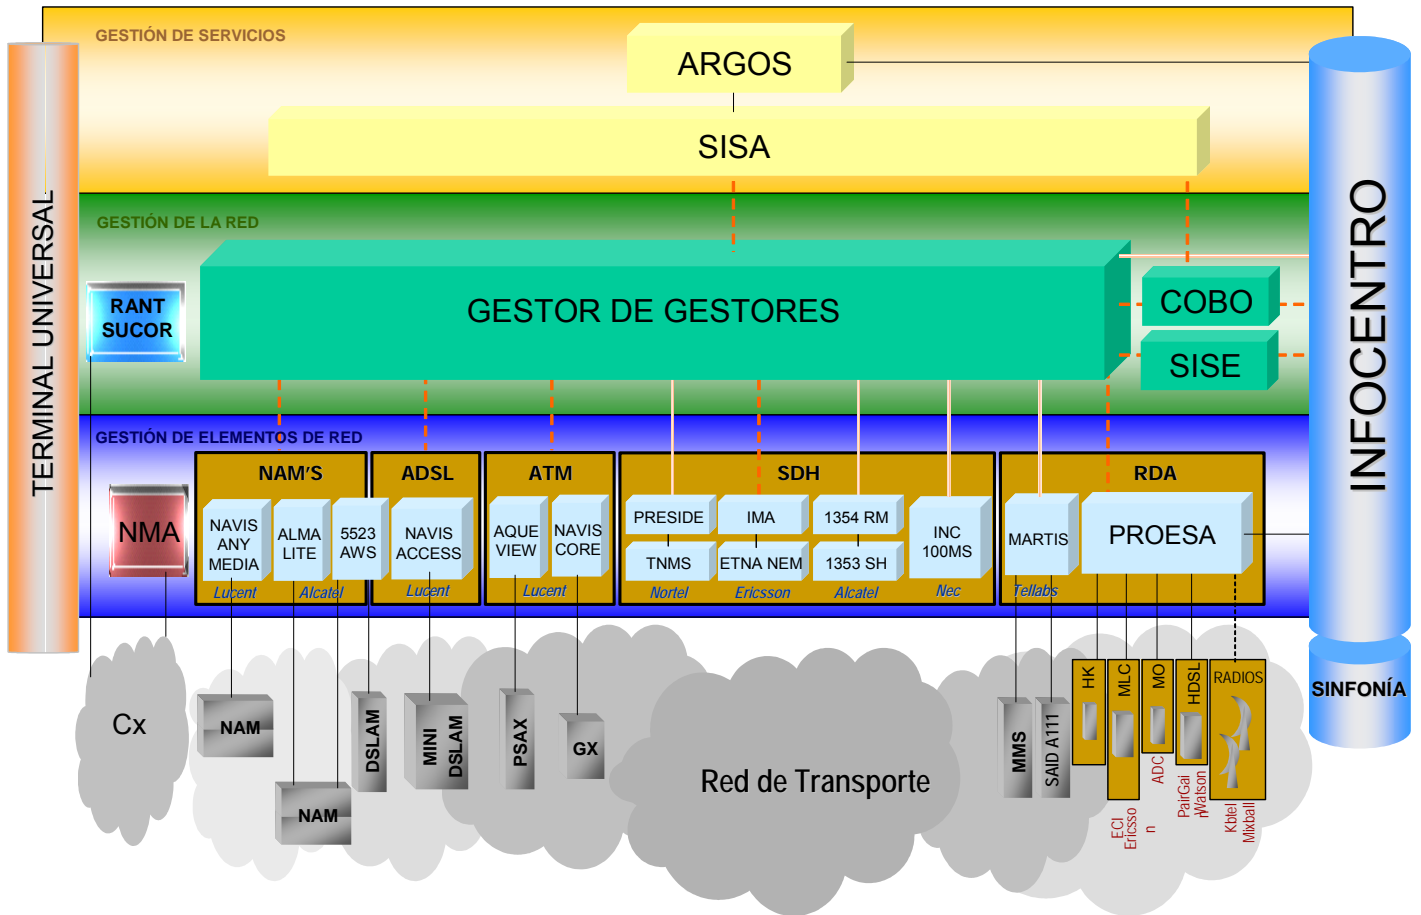 GESTIÓN DE SERVICIOS
ARGOS
SISA
TERMINAL UNIVERSAL
INFOCENTRO
SINFONÍA
GESTIÓN DE LA RED
RANT
SUCOR
GESTOR DE GESTORES
COBO
SISE
GESTIÓN DE ELEMENTOS DE RED
NMA
NAM'S
NAVIS
ANY
MEDIA
ALMA
LITE
5523
AWS
Lucent
Alcatel
ADSL
NAVIS
ACCESS
Lucent
ATM
AQUE
VIEW
NAVIS
CORE
Lucent
SDH
PRESIDE
TNMS
Nortel
IMA
ETNA NEM
Ericsson
1354 RM
1353 SH
Alcatel
INC
100MS
Nec
RDA
MARTIS
PROESA
Tellabs
Cx
NAM
NAM
DSLAM
MINI
DSLAM
PSAX
GX
Red de Transporte
MMS
SAID A111
HK
MLC
MO
HDSL
RADIOS
ECI
Ericsso
n
ADC
PairGai
n
Watson
Kbtel
Mixball